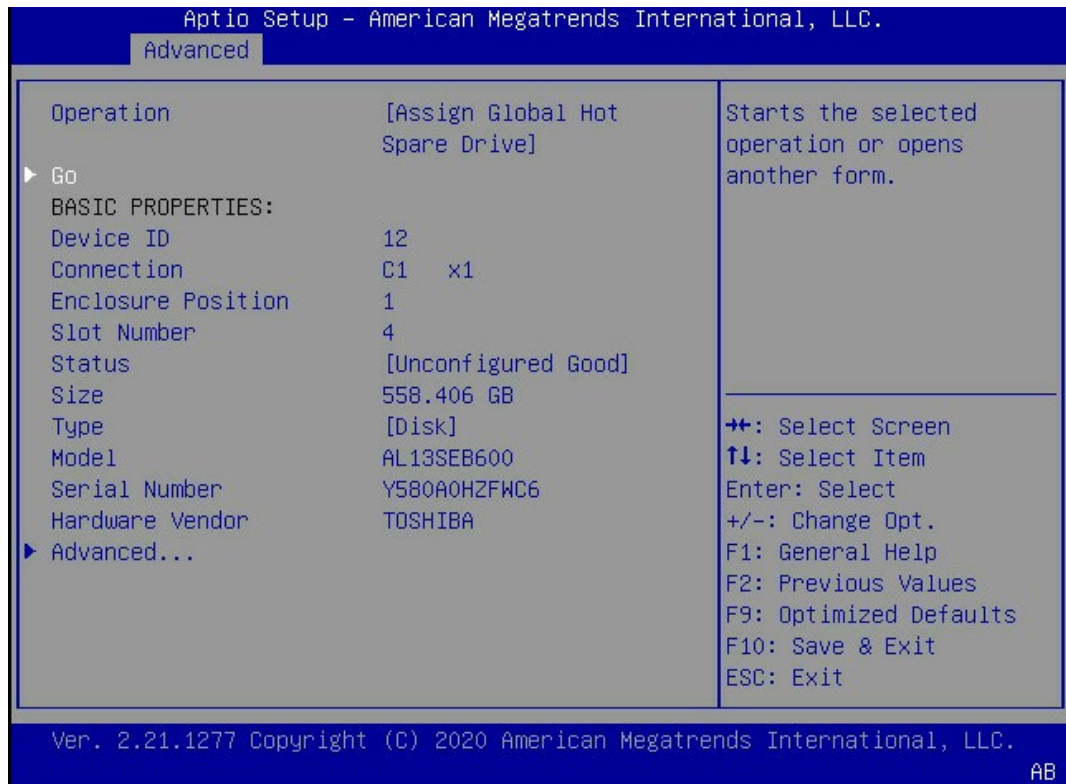 Aptio Setup – American Megatrends International, LLC.
Advanced
Operation [Assign Global Hot
Spare Drive]
Go
BASIC PROPERTIES:
Device ID 12
Connection C1 x1
Enclosure Position 1
Slot Number 4
Status [Unconfigured Good]
Size 558.406 GB
Type [Disk]
Model AL13SEB600
Serial Number Y580A0HZFWC6
Hardware Vendor TOSHIBA
Advanced...
Starts the selected
operation or opens
another form.
→←: Select Screen
↑↓: Select Item
Enter: Select
+/-: Change Opt.
F1: General Help
F2: Previous Values
F9: Optimized Defaults
F10: Save & Exit
ESC: Exit
Ver. 2.21.1277 Copyright (C) 2020 American Megatrends International, LLC.
AB